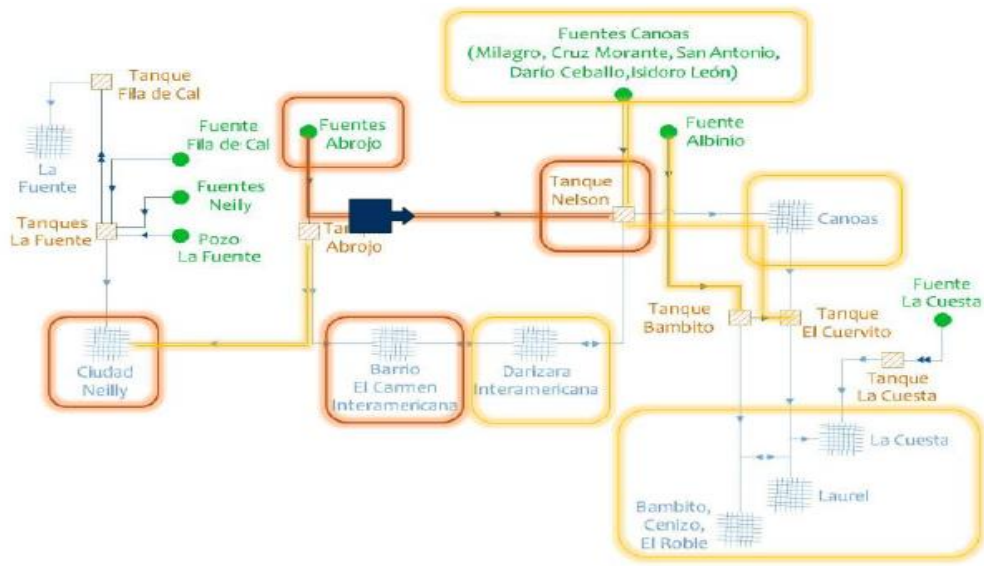 Fuentes Canoas
(Milagro, Cruz Morante, San Antonio,
Darío Ceballo,Isidoro León)
Tanque
Fila de Cal
Fuente
Fila de Cal
Fuentes
Abrojo
Fuente
Albinio
La
Fuente
Fuentes
Neilly
Tanque
Nelson
Tanques
La Fuente
Pozo
La Fuente
Abrojo
Canoas
Fuente
La Cuesta
Tanque
Bambito
Tanque
El Cuervito
Ciudad
Neilly
Barrio
El Carmen
Interamericana
Darizara
Interamericana
Tanque
La Cuesta
La Cuesta
Laurel
Bambito,
Cenizo,
El Roble